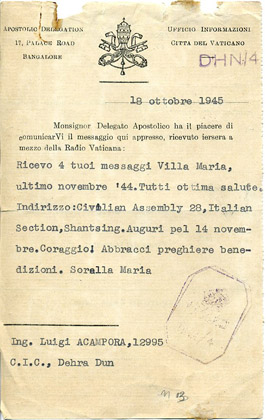 Apostolic Delegation
17, Palace Road
Bangalore
Ufficio Informazioni
Citta del Vaticano
DHN/4
18 ottobre 1945
Monsignor Delegato Apostolico ha il piacere di
comunicarVi il messaggio qui appresso, ricevuto iersera a
mezzo della Radio Vaticana:
Ricevo 4 tuoi messaggi Villa Maria,
ultimo novembre '44. Tutti ottima salute.
Indirizzo: Civilian Assembly 28, Italian
Section, Shantsing. Auguri pel 14 novem-
bre. Coraggio! Abbracci preghiere bene-
dizioni. Sorella Maria
Ing. Luigi ACAMPORA, 12995
C.I.C., Dehra Dun